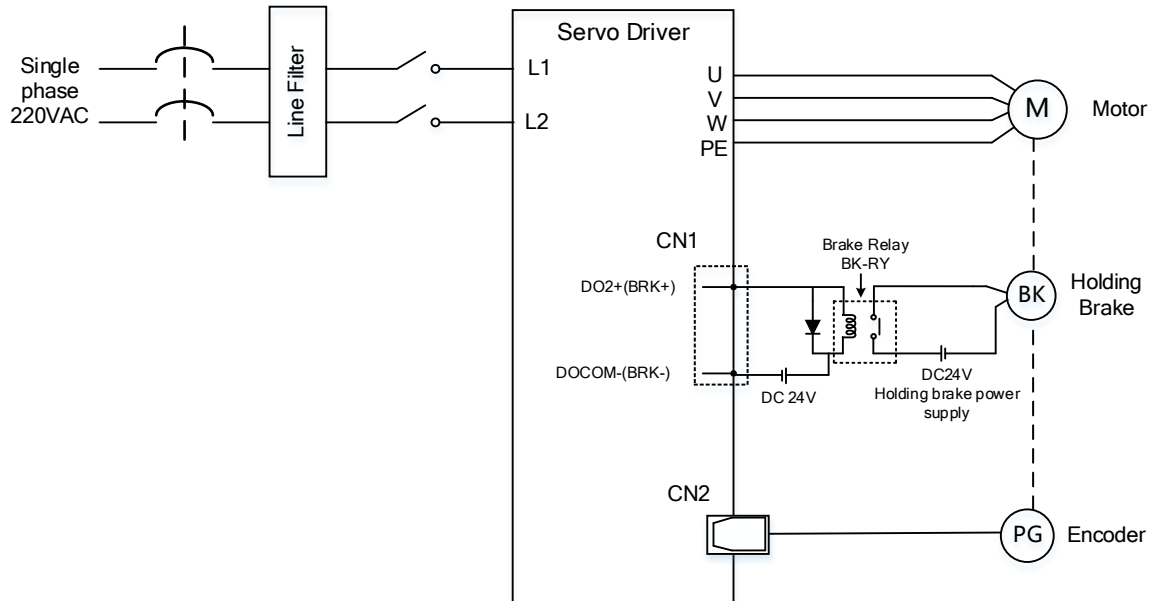 Servo Driver
Single
phase
220VAC
Line Filter
L1
L2
U
V
W
PE
M
Motor
CN1
Brake Relay
BK-RY
DO2+(BRK+)
BK
Holding
Brake
DOCOM-(BRK-)
DC 24V
DC24V
Holding brake power
supply
CN2
PG
Encoder